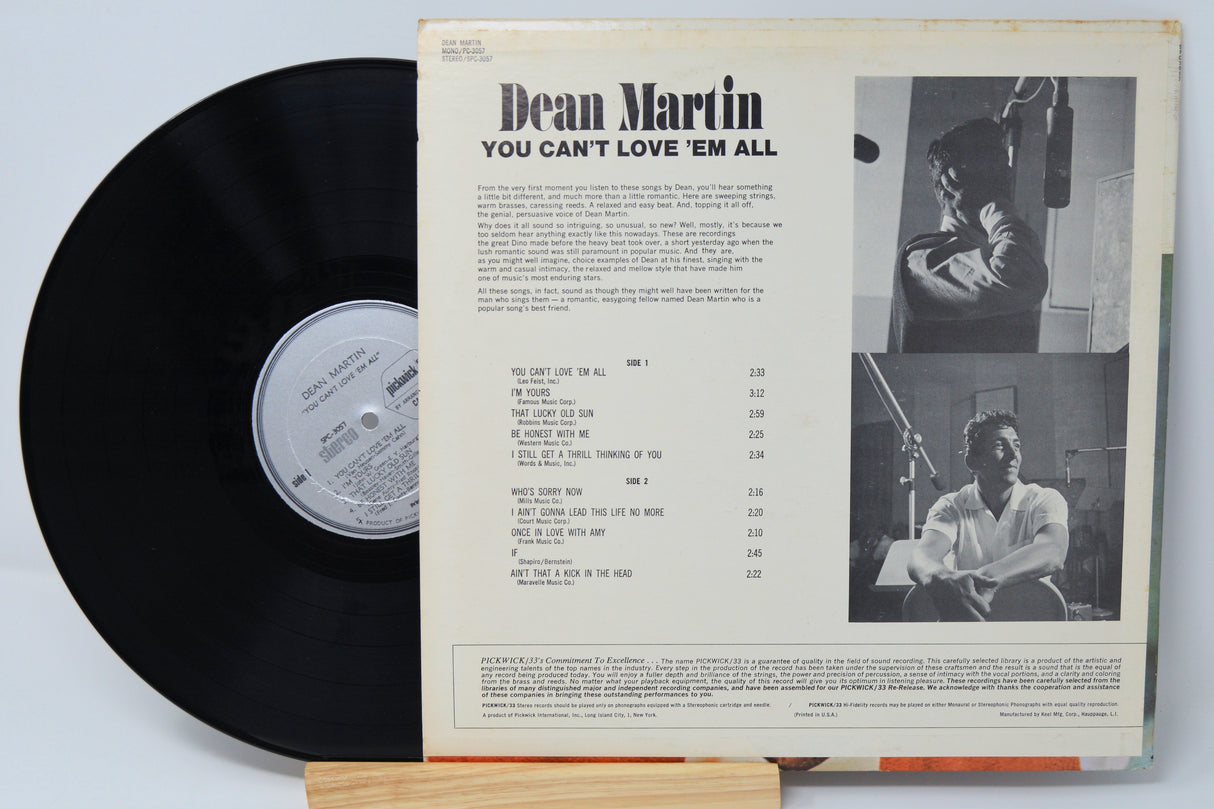 DEAN MARTIN
MONO/PC-3057
STEREO/SPC-3057
Dean Martin
YOU CAN'T LOVE 'EM ALL
From the very first moment you listen to these songs by Dean, you'll hear something
a little bit different, and much more than a little romantic. Here are sweeping strings,
warm brasses, caressing reeds. A relaxed and easy beat. And, topping it all off,
the genial, persuasive voice of Dean Martin.
Why does it all sound so intriguing, so unusual, so new? Well, mostly, it's because we
too seldom hear anything exactly like this nowadays. These are recordings
the great Dino made before the heavy beat took over, a short yesterday ago when the
lush romantic sound was still paramount in popular music. And they are,
as you might well imagine, choice examples of Dean at his finest, singing with the
warm and casual intimacy, the relaxed and mellow style that have made him
one of music's most enduring stars.
All these songs, in fact, sound as though they might well have been written for the
man who sings them — a romantic, easygoing fellow named Dean Martin who is a
popular song's best friend.
SIDE 1
YOU CAN'T LOVE 'EM ALL 2:33
(Leo Feist, Inc.)
I'M YOURS 3:12
(Famous Music Corp.)
THAT LUCKY OLD SUN 2:59
(Robbins Music Corp.)
BE HONEST WITH ME 2:25
(Western Music Co.)
I STILL GET A THRILL THINKING OF YOU 2:34
(Words & Music, Inc.)
SIDE 2
WHO'S SORRY NOW 2:16
(Mills Music Co.)
I AIN'T GONNA LEAD THIS LIFE NO MORE 2:20
(Court Music Corp.)
ONCE IN LOVE WITH AMY 2:10
(Frank Music Co.)
IF 2:45
(Shapiro/Bernstein)
AIN'T THAT A KICK IN THE HEAD 2:22
(Maravelle Music Co.)
PICKWICK/33's Commitment To Excellence . . . The name PICKWICK/33 is a guarantee of quality in the field of sound recording. This carefully selected library is a product of the artistic and
engineering talents of the top names in the industry. Every step in the production of the record has been taken under the supervision of these craftsmen and the result is a sound that is the equal of
any record being produced today. You will enjoy a fuller depth and brilliance of the strings, the power and precision of percussion, a sense of intimacy with the vocal portions, and a clarity and coloring
from the brass and reeds. No matter what your playback equipment, the quality of this record will give you its optimum in listening pleasure. These recordings have been carefully selected from the
libraries of many distinguished major and independent recording companies, and have been assembled for our PICKWICK/33 Re-Release. We acknowledge with thanks the cooperation and assistance
of these companies in bringing these outstanding performances to you.
PICKWICK/33 Stereo records should be played only on phonographs equipped with a Stereophonic cartridge and needle. / PICKWICK/33 Hi-Fidelity records may be played on either Monaural or Stereophonic Phonographs with equal quality reproduction.
A product of Pickwick International, Inc., Long Island City, 1, New York. (Printed in U.S.A.) Manufactured by Keel Mfg. Corp., Hauppauge, L.I.
DEAN MARTIN
"YOU CAN'T LOVE 'EM ALL"
pickwick
SPC-3057
stereo
side 1
1. YOU CAN'T LOVE 'EM ALL
I'M YOURS
THAT LUCKY OLD SUN
HONEST WITH ME
I STILL GET A THRILL
A PRODUCT OF